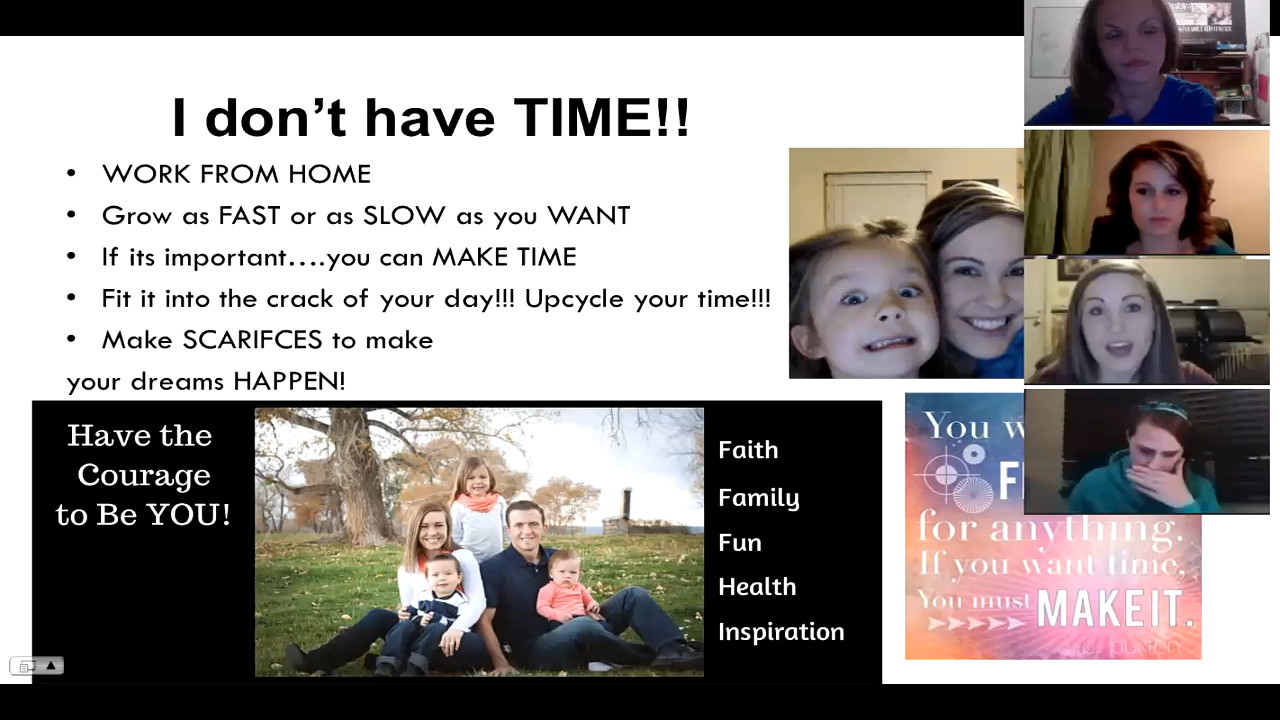 I don't have TIME!!
• WORK FROM HOME
• Grow as FAST or as SLOW as you WANT
• If its important....you can MAKE TIME
• Fit it into the crack of your day!!! Upcycle your time!!!
• Make SCARIFCES to make
your dreams HAPPEN!
Have the
Courage
to Be YOU!
Faith
Family
Fun
Health
Inspiration
You
for anything.
If you want time,
You must MAKE IT.